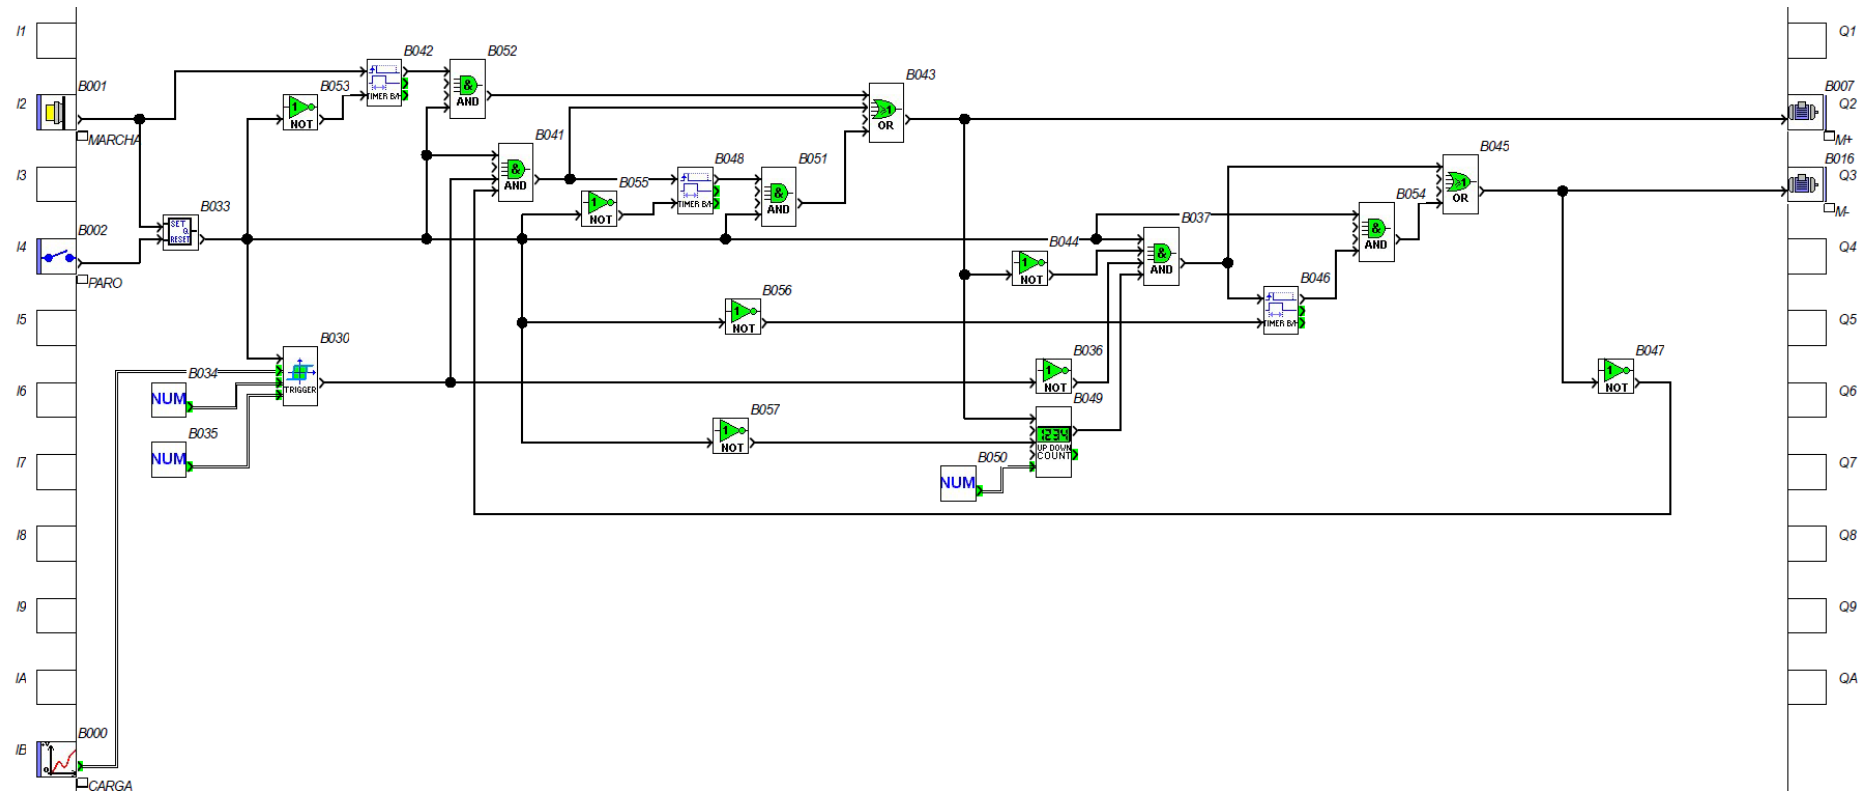 I1
Q1
B042
B052
B001
B053
B043
B007
I2
TIMER B/H
AND
Q2
NOT
OR
MARCHA
B041
M+
B048
B051
B045
B016
I3
B055
Q3
AND
TIMER B/H
AND
OR
B033
NOT
B054
M-
B002
SET
Q
RESET
B037
I4
B044
AND
Q4
AND
PARO
NOT
B046
B056
I5
1
TIMER B/H
Q5
NOT
B030
B036
B047
B034
I6
NUM
TRIGGER
NOT
NOT
Q6
B049
B057
B035
1234
I7
NUM
NOT
UP DOWN
COUNT
B050
Q7
NUM
I8
Q8
I9
Q9
IA
QA
B000
IB
CARGA